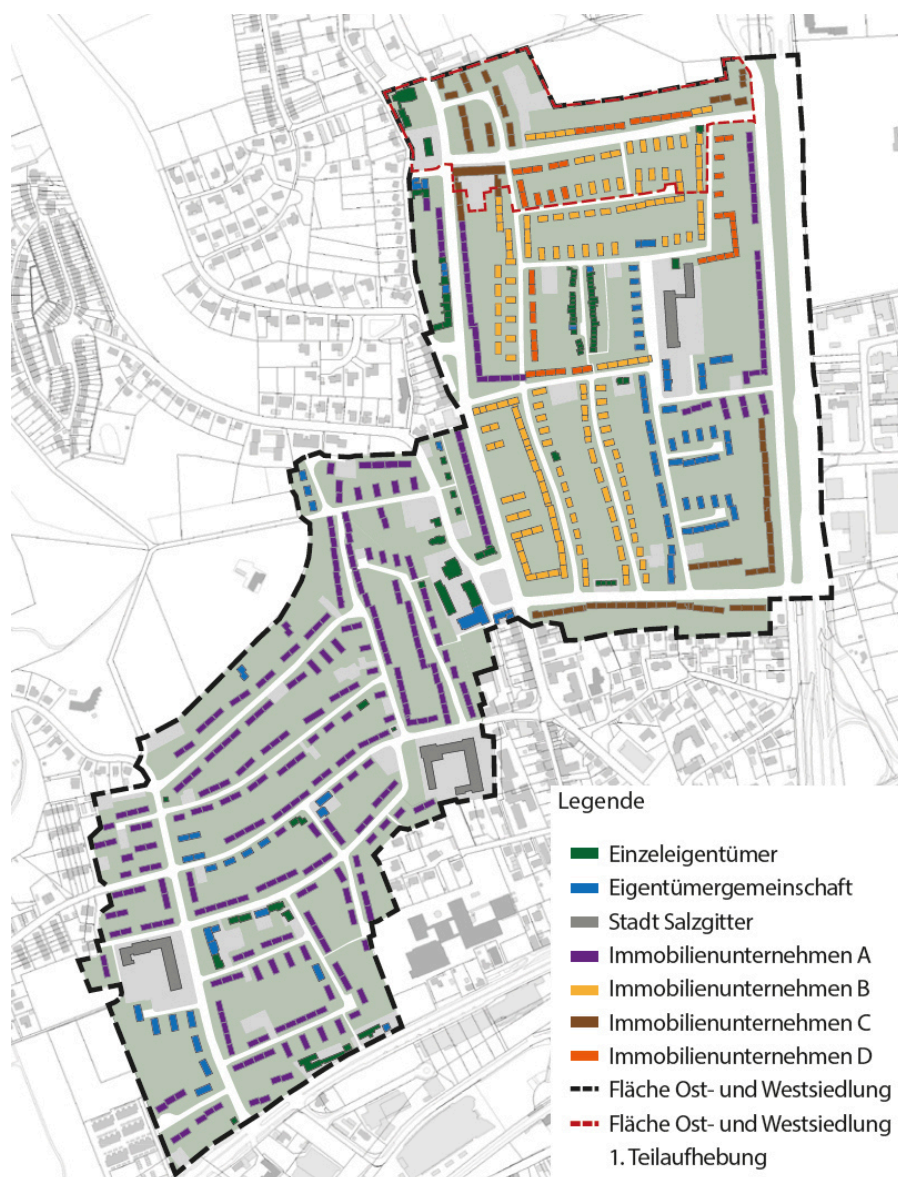 Legende
Einzeleigentümer
Eigentümergemeinschaft
Stadt Salzgitter
Immobilienunternehmen A
Immobilienunternehmen B
Immobilienunternehmen C
Immobilienunternehmen D
Fläche Ost- und Westsiedlung
Fläche Ost- und Westsiedlung
1. Teilaufhebung